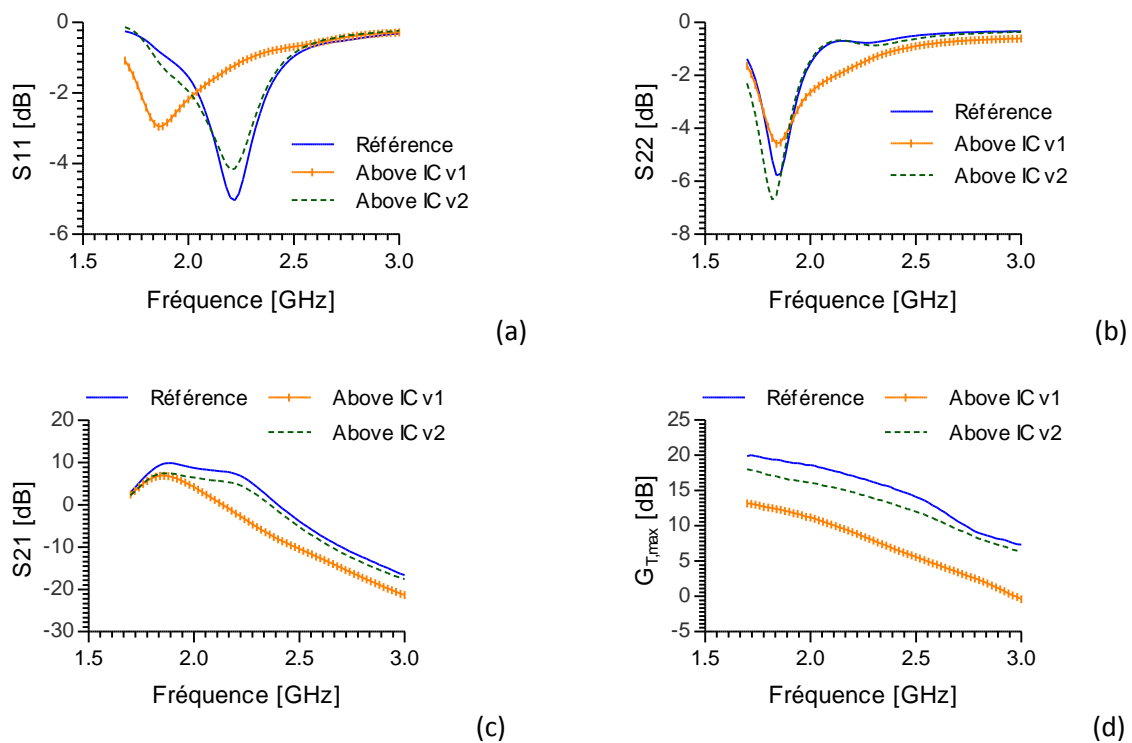 0
-2
-4
-6
S11 [dB]
Référence
Above IC v1
Above IC v2
1.5
2.0
2.5
3.0
Fréquence [GHz]
(a)
0
-2
-4
-6
-8
S22 [dB]
Référence
Above IC v1
Above IC v2
1.5
2.0
2.5
3.0
Fréquence [GHz]
(b)
Référence
Above IC v1
Above IC v2
20
10
0
-10
-20
-30
S21 [dB]
1.5
2.0
2.5
3.0
Fréquence [GHz]
(c)
Référence
Above IC v1
Above IC v2
25
20
15
10
5
0
-5
GT,max [dB]
1.5
2.0
2.5
3.0
Fréquence [GHz]
(d)